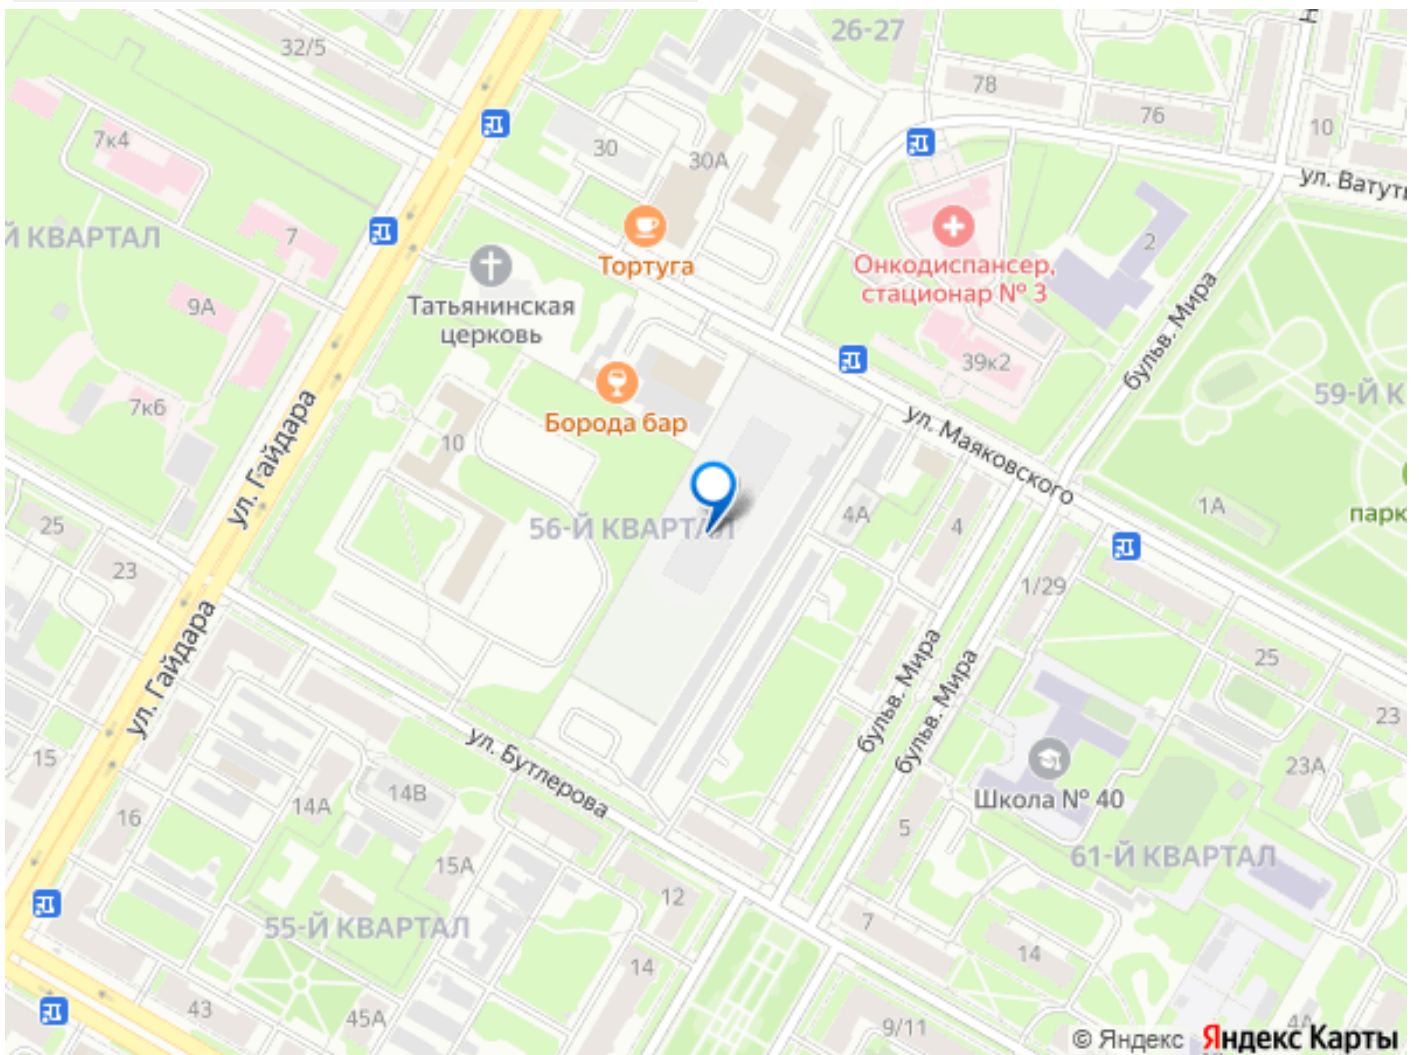 26-27
32/5
78
76
10
7к4
30
30А
ул. Ватути
2
Й КВАРТАЛ
7
Тортуга
Онкодиспансер,
стационар № 3
Татьянинская
церковь
9А
бульв. Мира
39к2
7к6
59-Й К
Борода бар
10
ул. Гайдара
ул. Маяковского
25
56-Й КВАРТАЛ
4А
4
1А
парк
23
1/29
ул. Гайдара
бульв. Мира
бульв. Мира
25
23
15
ул. Бутлерова
14А
14В
Школа № 40
23А
16
5
61-Й КВАРТАЛ
15А
12
55-Й КВАРТАЛ
7
14
14
43
45А
9/11
4А
© Яндекс Яндекс Карты